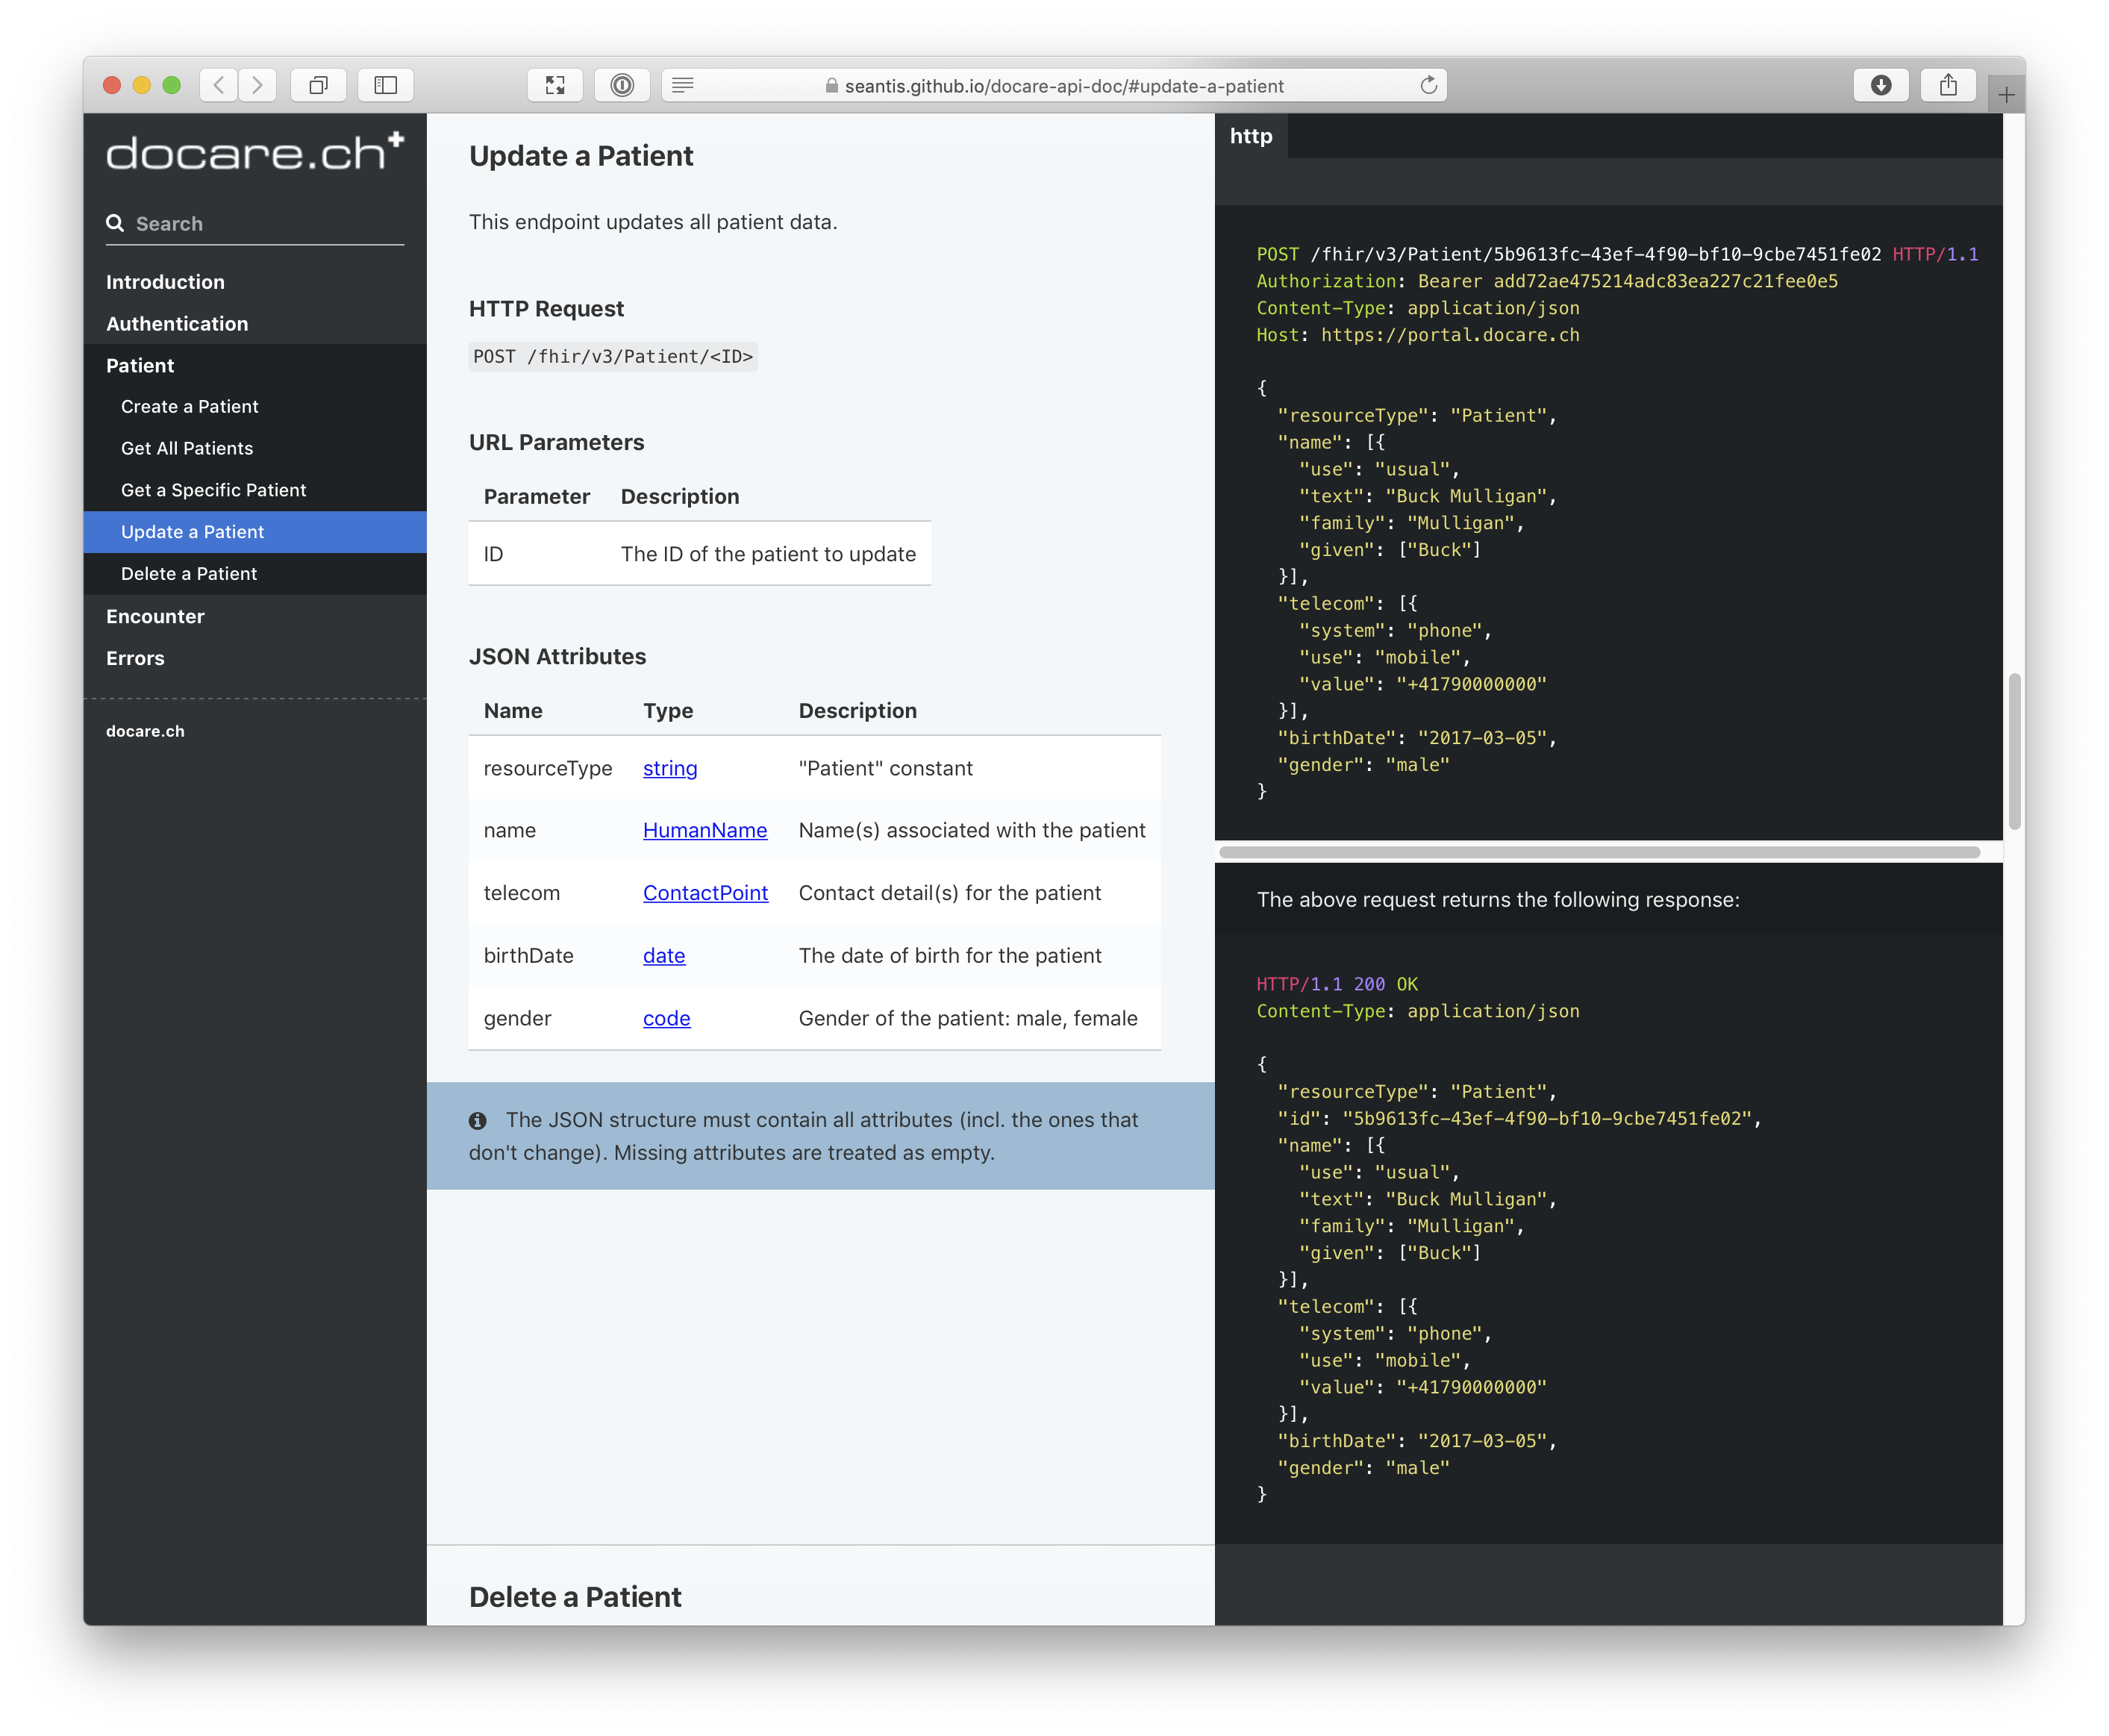 seantis.github.io/docare-api-doc/#update-a-patient
docare.ch+
Search
Introduction
Authentication
Patient
Create a Patient
Get All Patients
Get a Specific Patient
Update a Patient
Delete a Patient
Encounter
Errors
docare.ch
Update a Patient
This endpoint updates all patient data.
HTTP Request
POST /fhir/v3/Patient/<ID>
URL Parameters
Parameter Description
ID The ID of the patient to update
JSON Attributes
Name Type Description
resourceType string "Patient" constant
name HumanName Name(s) associated with the patient
telecom ContactPoint Contact detail(s) for the patient
birthDate date The date of birth for the patient
gender code Gender of the patient: male, female
The JSON structure must contain all attributes (incl. the ones that
don't change). Missing attributes are treated as empty.
Delete a Patient
http
POST /fhir/v3/Patient/5b9613fc-43ef-4f90-bf10-9cbe7451fe02 HTTP/1.1
Authorization: Bearer add72ae475214adc83ea227c21fee0e5
Content-Type: application/json
Host: https://portal.docare.ch
{
"resourceType": "Patient",
"name": [{
"use": "usual",
"text": "Buck Mulligan",
"family": "Mulligan",
"given": ["Buck"]
}],
"telecom": [{
"system": "phone",
"use": "mobile",
"value": "+41790000000"
}],
"birthDate": "2017-03-05",
"gender": "male"
}
The above request returns the following response:
HTTP/1.1 200 OK
Content-Type: application/json
{
"resourceType": "Patient",
"id": "5b9613fc-43ef-4f90-bf10-9cbe7451fe02",
"name": [{
"use": "usual",
"text": "Buck Mulligan",
"family": "Mulligan",
"given": ["Buck"]
}],
"telecom": [{
"system": "phone",
"use": "mobile",
"value": "+41790000000"
}],
"birthDate": "2017-03-05",
"gender": "male"
}